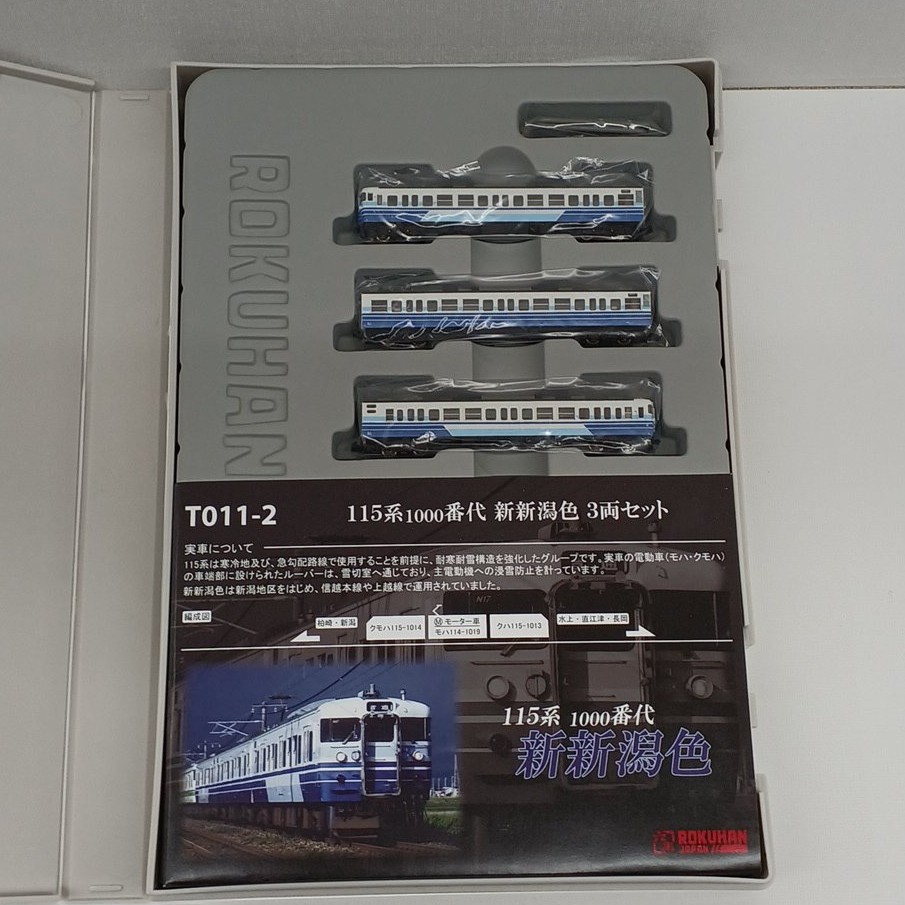 ROKUHAN
T011-2
115系1000番代 新新潟色 3両セット
実車について
115系は寒冷地及び、急勾配路線で使用することを前提に、耐寒耐雪構造を強化したグループです。実車の電動車(モハ・クモハ)
の車端部に設けられたルーバーは、雪切室へ通じており、主電動機への浸雪防止を計っています。
新新潟色は新潟地区をはじめ、信越本線や上越線で運用されていました。
編成図
柏崎・新潟
クモハ115-1014
Ⓜモーター車
モハ114-1019
クハ115-1013
水上・直江津・長岡
N17
115系 1000番代
新新潟色
ROKUHAN
JAPAN